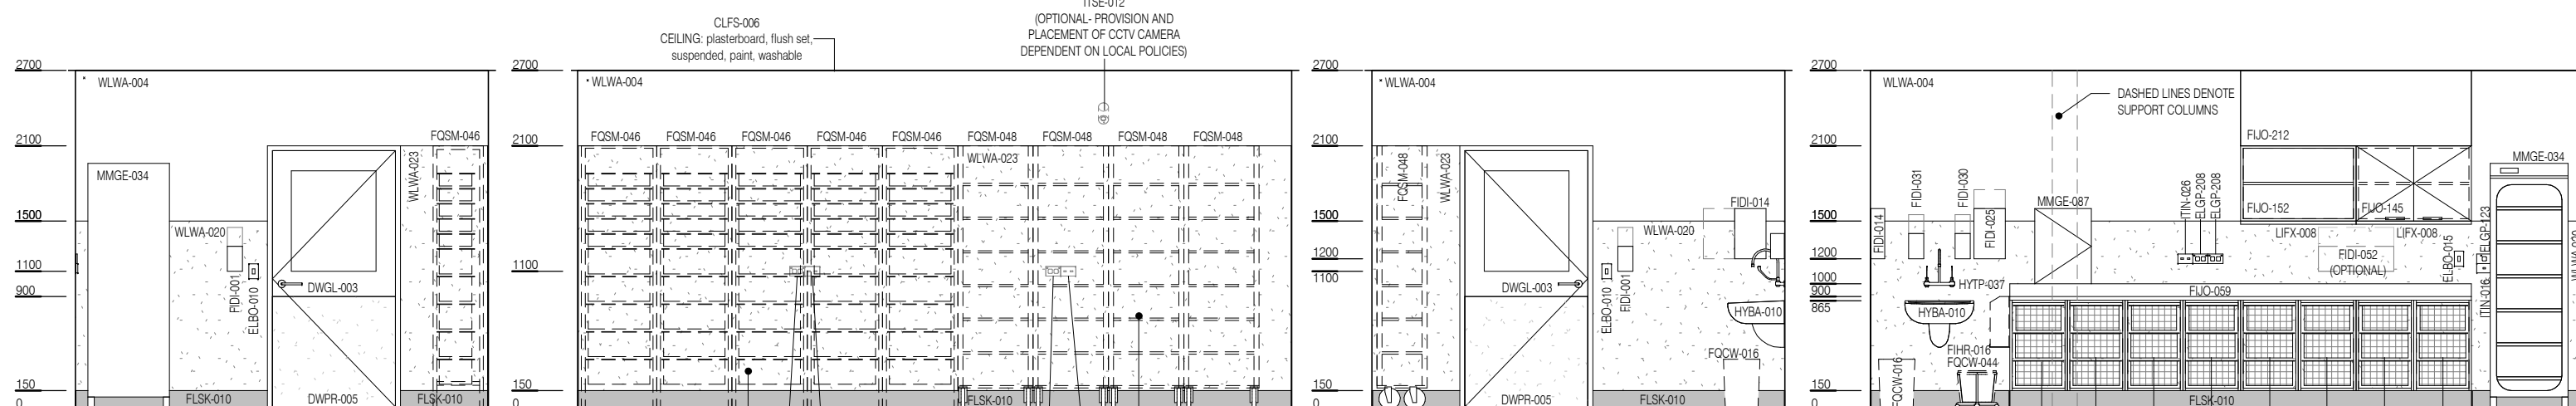 CLFS-006
CEILING: plasterboard, flush set,
suspended, paint, washable
ITSE-012
(OPTIONAL- PROVISION AND
PLACEMENT OF CCTV CAMERA
DEPENDENT ON LOCAL POLICIES)
2700
2100
1500
1100
900
150
0
WLWA-004
MMGE-034
WLWA-020
FIDI-001
ELBO-010
DWGL-003
DWPR-005
FLSK-010
FLSK-010
WLWA-023
FQSM-046
2700
2100
1500
1100
150
0
WLWA-004
FQSM-046
FQSM-046
FQSM-046
FQSM-046
FQSM-046
FQSM-048
FQSM-048
FQSM-048
FQSM-048
WLWA-023
FLSK-010
2700
2100
1500
1200
1100
150
0
WLWA-004
FQSM-048
WLWA-023
DWGL-003
DWPR-005
ELBO-010
FIDI-001
WLWA-020
FIDI-014
HYBA-010
FQCW-016
FLSK-010
2700
2100
1500
1200
1000
900
865
150
0
WLWA-004
DASHED LINES DENOTE
SUPPORT COLUMNS
FIDI-014
FIDI-031
FIDI-030
FIDI-025
MMGE-087
HYTP-037
HYBA-010
FIHR-016
FQCW-044
FQCW-016
ITIN-026
ELGP-208
ELGP-208
FIJO-212
FIJO-152
FIJO-145
LIFX-008
LIFX-008
FIDI-052
(OPTIONAL)
ELBO-015
ELGP-123
ITIN-016
FIJO-059
FLSK-010
MMGE-034